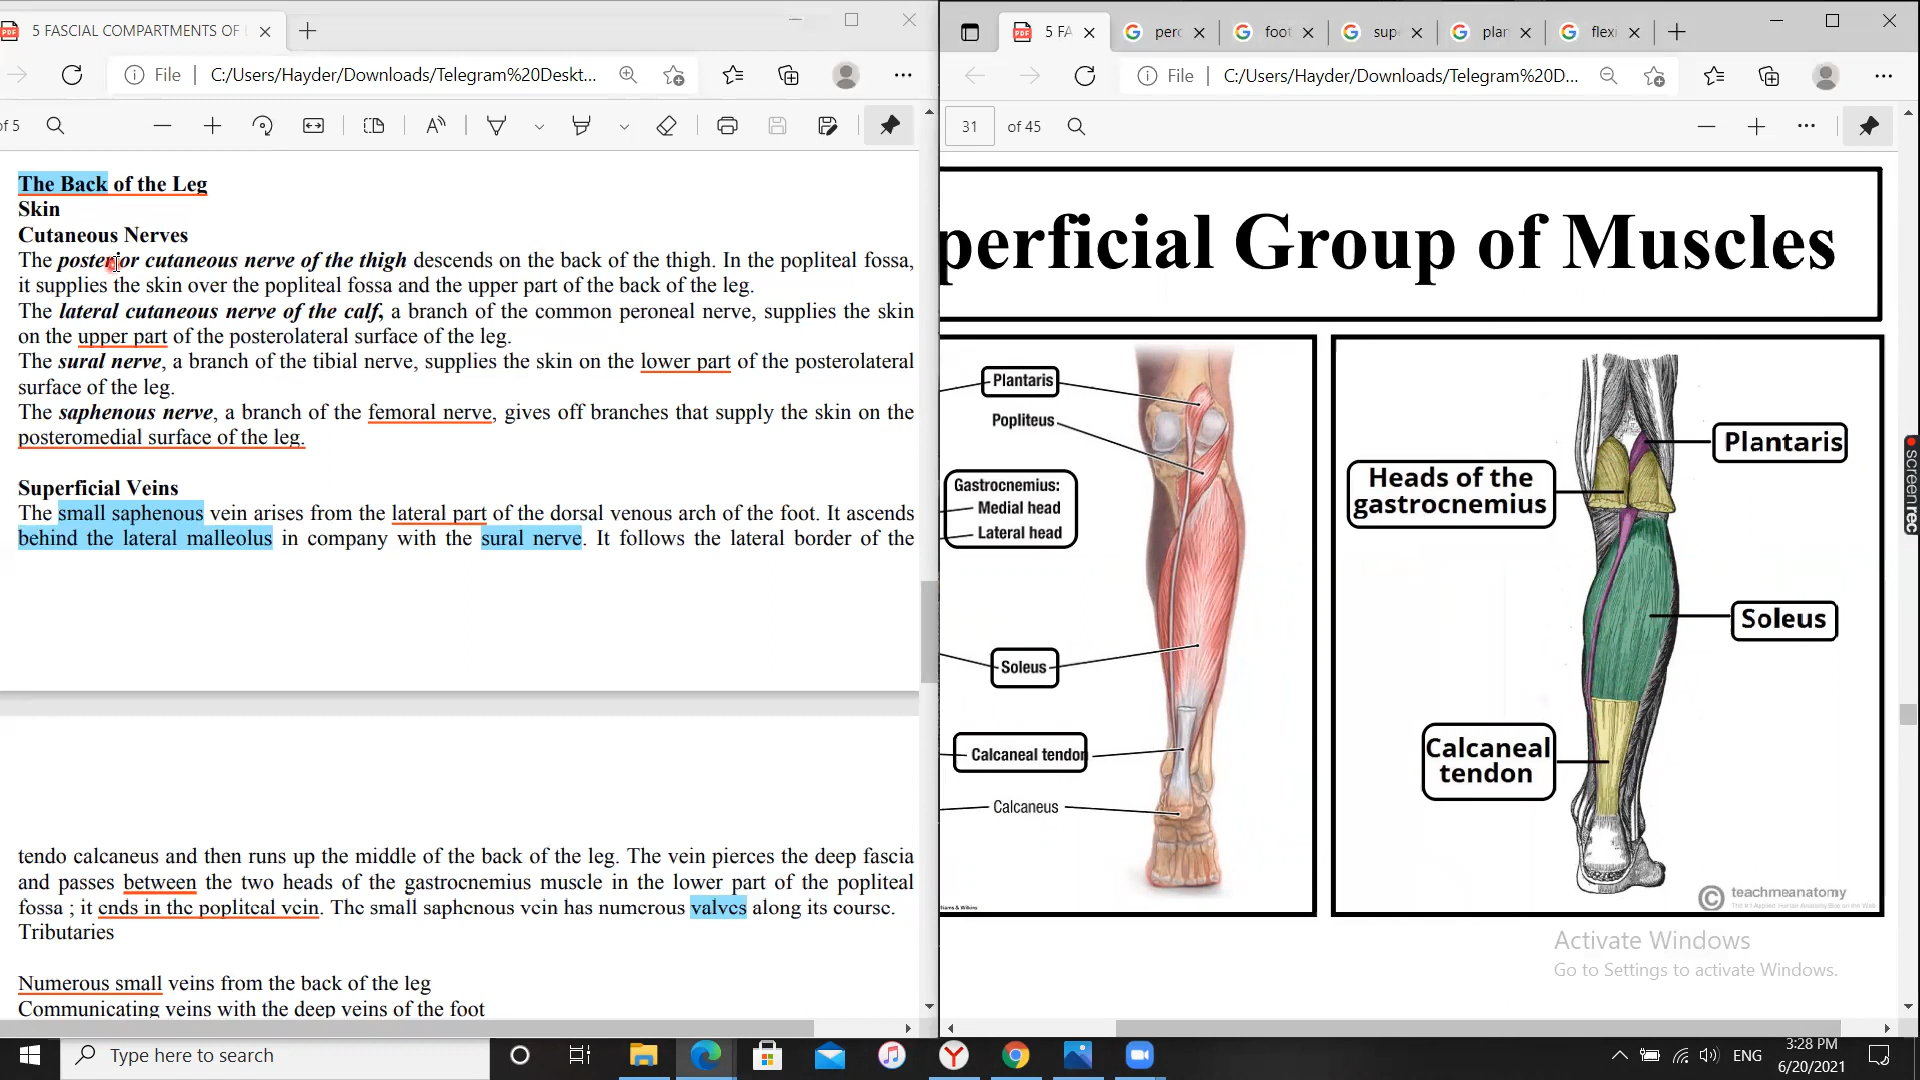 5 FASCIAL COMPARTMENTS OF
File C:/Users/Hayder/Downloads/Telegram%20Deskt...
of 5
The Back of the Leg
Skin
Cutaneous Nerves
The posterior cutaneous nerve of the thigh descends on the back of the thigh. In the popliteal fossa,
it supplies the skin over the popliteal fossa and the upper part of the back of the leg.
The lateral cutaneous nerve of the calf, a branch of the common peroneal nerve, supplies the skin
on the upper part of the posterolateral surface of the leg.
The sural nerve, a branch of the tibial nerve, supplies the skin on the lower part of the posterolateral
surface of the leg.
The saphenous nerve, a branch of the femoral nerve, gives off branches that supply the skin on the
posteromedial surface of the leg.
Superficial Veins
The small saphenous vein arises from the lateral part of the dorsal venous arch of the foot. It ascends
behind the lateral malleolus in company with the sural nerve. It follows the lateral border of the
tendo calcaneus and then runs up the middle of the back of the leg. The vein pierces the deep fascia
and passes between the two heads of the gastrocnemius muscle in the lower part of the popliteal
fossa ; it ends in the popliteal vein. The small saphenous vein has numerous valves along its course.
Tributaries
Numerous small veins from the back of the leg
Communicating veins with the deep veins of the foot
5 FA
perc
foot
sup
plan
flexi
File C:/Users/Hayder/Downloads/Telegram%20D...
31 of 45
perficial Group of Muscles
Plantaris
Popliteus
Gastrocnemius:
Medial head
Lateral head
Soleus
Calcaneal tendon
Calcaneus
Plantaris
Heads of the
gastrocnemius
Soleus
Calcaneal
tendon
© teachmeanatomy
Activate Windows
Go to Settings to activate Windows.
screenrec
Type here to search
ENG
3:28 PM
6/20/2021